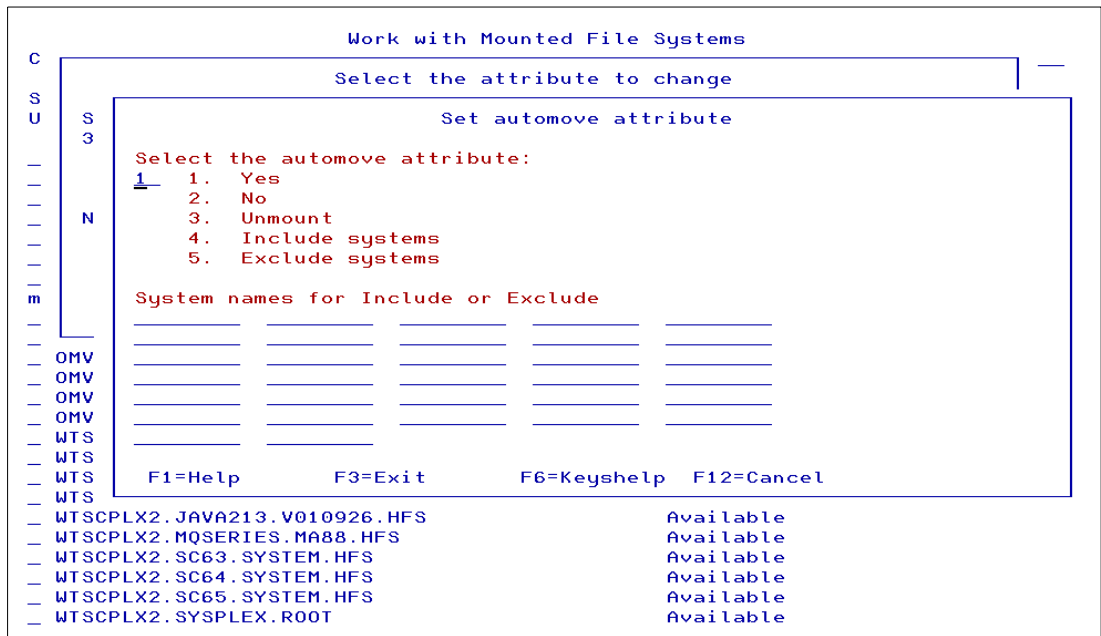 Work with Mounted File Systems
C
Select the attribute to change
S
U S Set automove attribute
3
Select the automove attribute:
_ 1 1. Yes
_ 2. No
_ N 3. Unmount
_ 4. Include systems
_ 5. Exclude systems
_
m System names for Include or Exclude
_
_
_ OMV
_ OMV
_ OMV
_ OMV
_ WTS
_ WTS
_ WTS F1=Help F3=Exit F6=Keyshelp F12=Cancel
_ WTS
_ WTSCPLX2.JAVA213.V010926.HFS Available
_ WTSCPLX2.MQSERIES.MA88.HFS Available
_ WTSCPLX2.SC63.SYSTEM.HFS Available
_ WTSCPLX2.SC64.SYSTEM.HFS Available
_ WTSCPLX2.SC65.SYSTEM.HFS Available
_ WTSCPLX2.SYSPLEX.ROOT Available